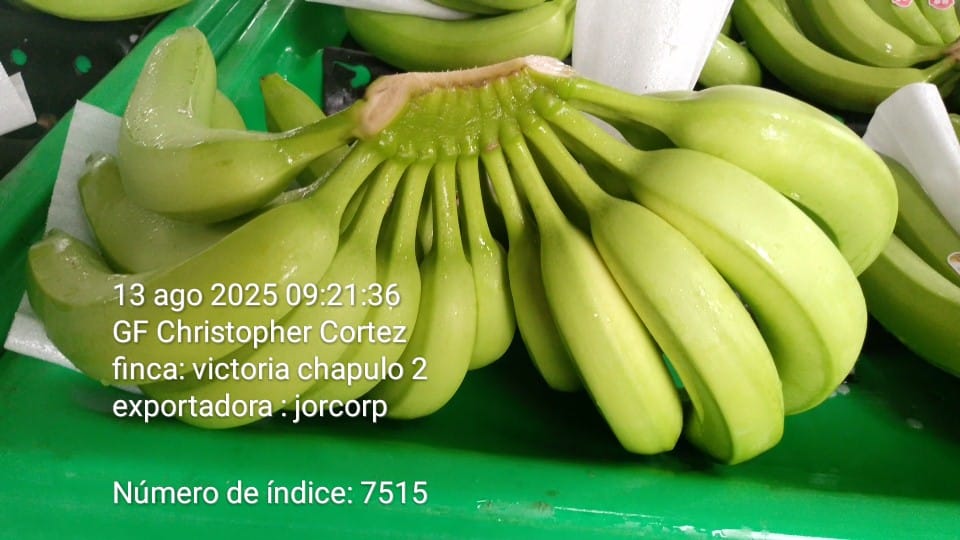 13 ago 2025 09:21:36
GF Christopher Cortez
finca: victoria chapulo 2
exportadora : jorcorp
Número de índice: 7515